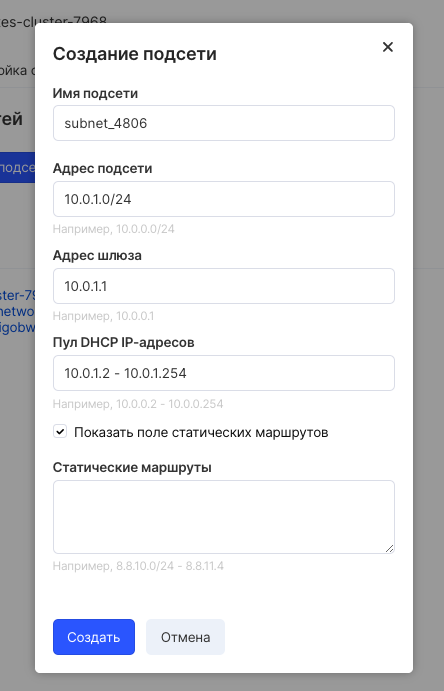 tes-cluster-7968
Создание подсети
ойка с
Имя подсети
тей
subnet_4806
подсе
Адрес подсети
10.0.1.0/24
Например, 10.0.0.0/24
Адрес шлюза
10.0.1.1
ster-79
netwo
igobw
Например, 10.0.0.1
Пул DHCP IP-адресов
10.0.1.2 - 10.0.1.254
Например, 10.0.0.2 - 10.0.0.254
Показать поле статических маршрутов
Статические маршруты
Например, 8.8.10.0/24 - 8.8.11.4
Создать
Отмена